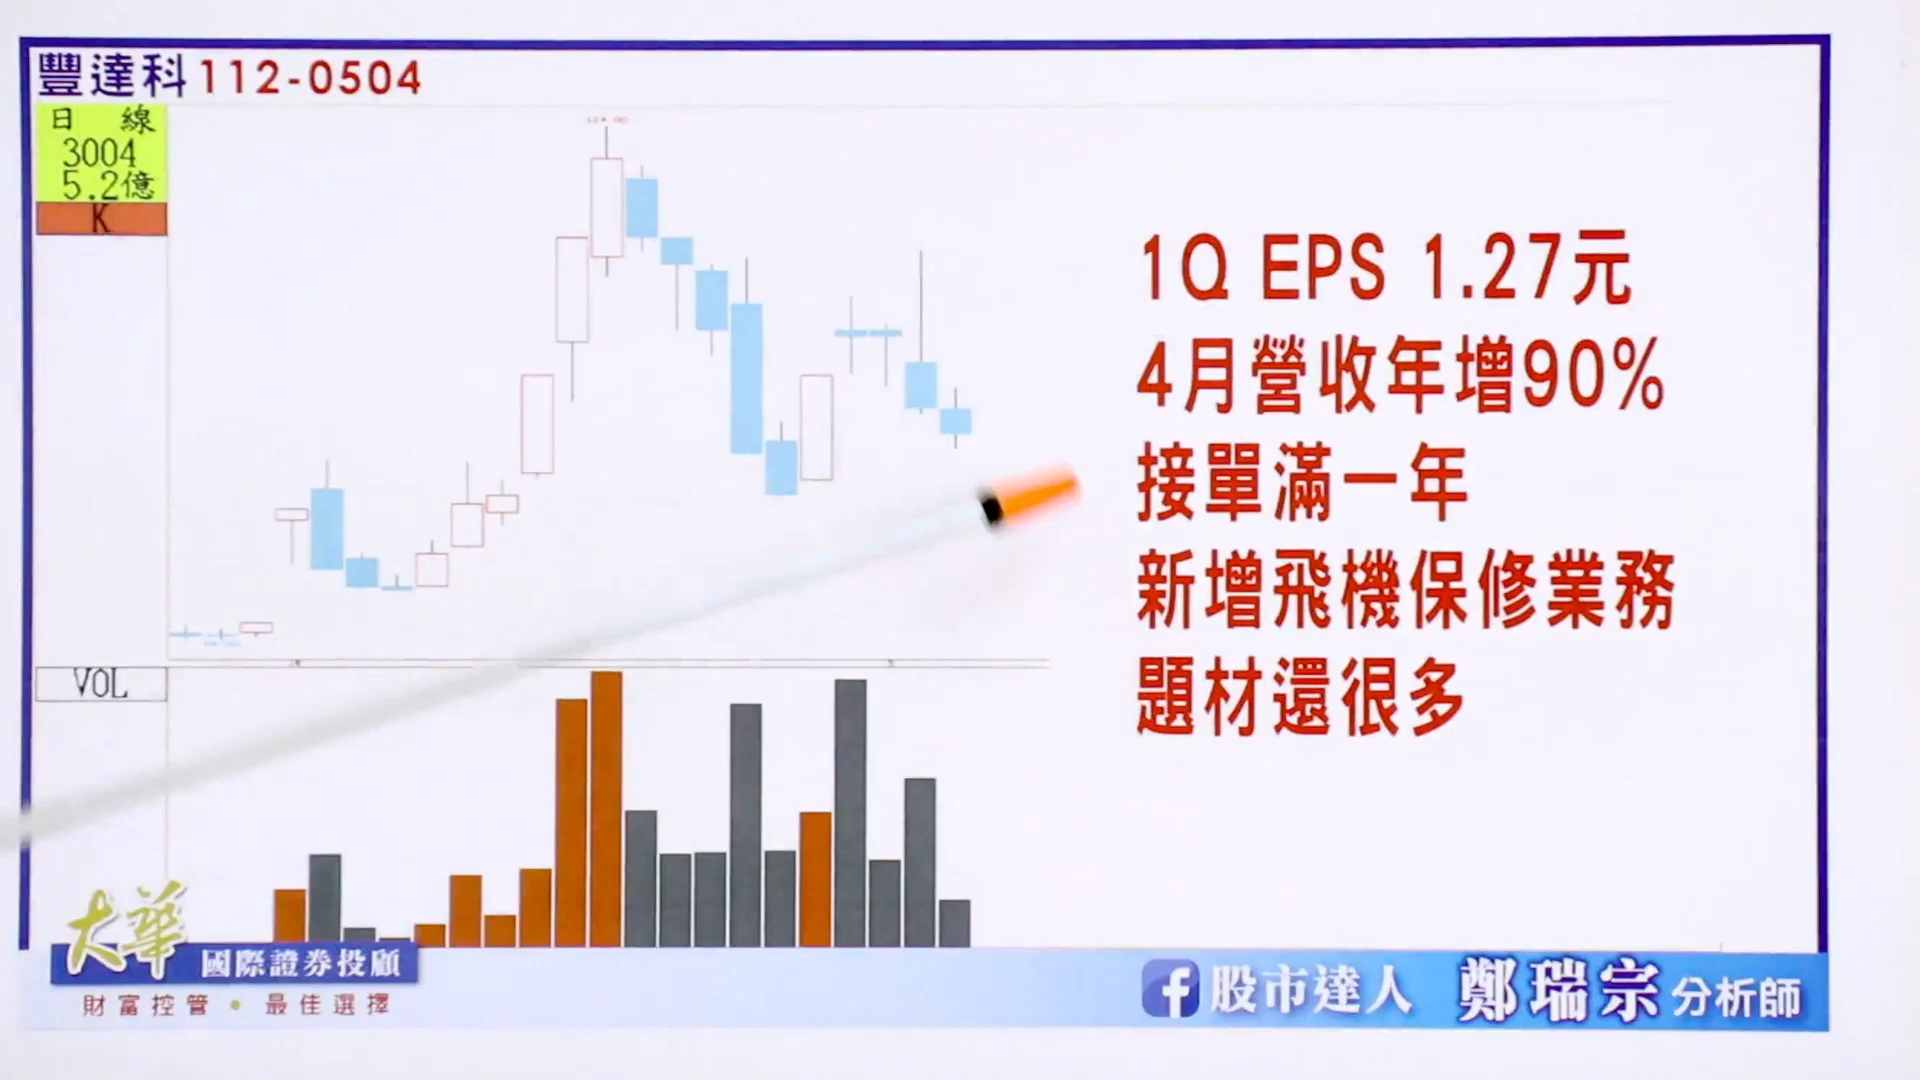 豐達科112-0504
日 線
3004
5.2億
K
1Q EPS 1.27元
4月營收年增90%
接單滿一年
新增飛機保修業務
題材還很多
VOL
大華
國際證券投顧
財富控管•最佳選擇
股市達人 鄭瑞宗分析師